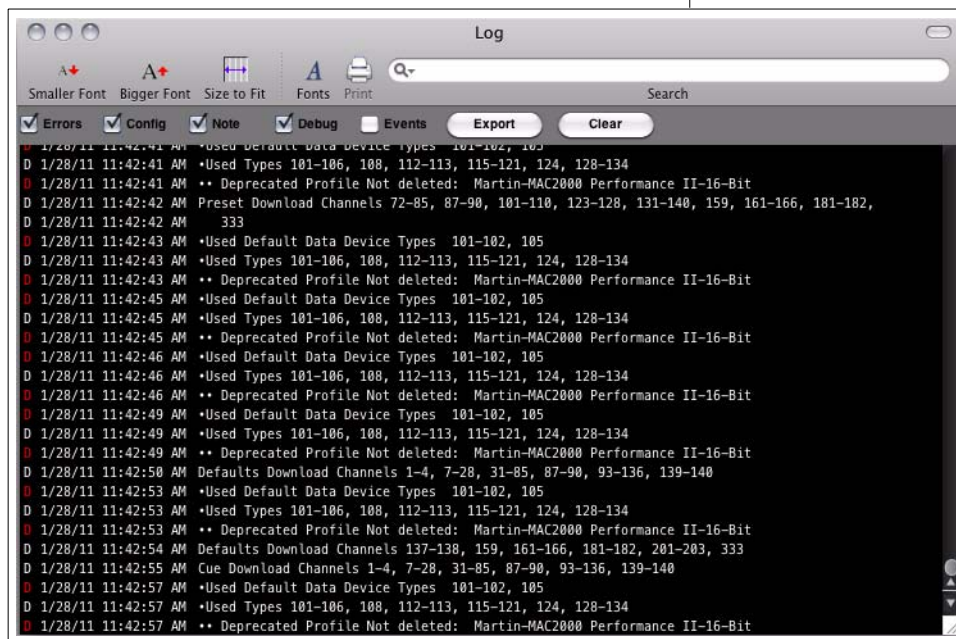 Log
Smaller Font Bigger Font Size to Fit Fonts Print Search
Errors Config Note Debug Events Export Clear
D 1/28/11 11:42:41 AM •Used Default Data Device Types 101-102, 105
D 1/28/11 11:42:41 AM •Used Types 101-106, 108, 112-113, 115-121, 124, 128-134
D 1/28/11 11:42:41 AM •• Deprecated Profile Not deleted: Martin-MAC2000 Performance II-16-Bit
D 1/28/11 11:42:42 AM Preset Download Channels 72-85, 87-90, 101-110, 123-128, 131-140, 159, 161-166, 181-182,
D 1/28/11 11:42:42 AM 333
D 1/28/11 11:42:43 AM •Used Default Data Device Types 101-102, 105
D 1/28/11 11:42:43 AM •Used Types 101-106, 108, 112-113, 115-121, 124, 128-134
D 1/28/11 11:42:43 AM •• Deprecated Profile Not deleted: Martin-MAC2000 Performance II-16-Bit
D 1/28/11 11:42:45 AM •Used Default Data Device Types 101-102, 105
D 1/28/11 11:42:45 AM •Used Types 101-106, 108, 112-113, 115-121, 124, 128-134
D 1/28/11 11:42:45 AM •• Deprecated Profile Not deleted: Martin-MAC2000 Performance II-16-Bit
D 1/28/11 11:42:46 AM •Used Default Data Device Types 101-102, 105
D 1/28/11 11:42:46 AM •Used Types 101-106, 108, 112-113, 115-121, 124, 128-134
D 1/28/11 11:42:46 AM •• Deprecated Profile Not deleted: Martin-MAC2000 Performance II-16-Bit
D 1/28/11 11:42:49 AM •Used Default Data Device Types 101-102, 105
D 1/28/11 11:42:49 AM •Used Types 101-106, 108, 112-113, 115-121, 124, 128-134
D 1/28/11 11:42:49 AM •• Deprecated Profile Not deleted: Martin-MAC2000 Performance II-16-Bit
D 1/28/11 11:42:50 AM Defaults Download Channels 1-4, 7-28, 31-85, 87-90, 93-136, 139-140
D 1/28/11 11:42:53 AM •Used Default Data Device Types 101-102, 105
D 1/28/11 11:42:53 AM •Used Types 101-106, 108, 112-113, 115-121, 124, 128-134
D 1/28/11 11:42:53 AM •• Deprecated Profile Not deleted: Martin-MAC2000 Performance II-16-Bit
D 1/28/11 11:42:54 AM Defaults Download Channels 137-138, 159, 161-166, 181-182, 201-203, 333
D 1/28/11 11:42:55 AM Cue Download Channels 1-4, 7-28, 31-85, 87-90, 93-136, 139-140
D 1/28/11 11:42:57 AM •Used Default Data Device Types 101-102, 105
D 1/28/11 11:42:57 AM •Used Types 101-106, 108, 112-113, 115-121, 124, 128-134
D 1/28/11 11:42:57 AM •• Deprecated Profile Not deleted: Martin-MAC2000 Performance II-16-Bit